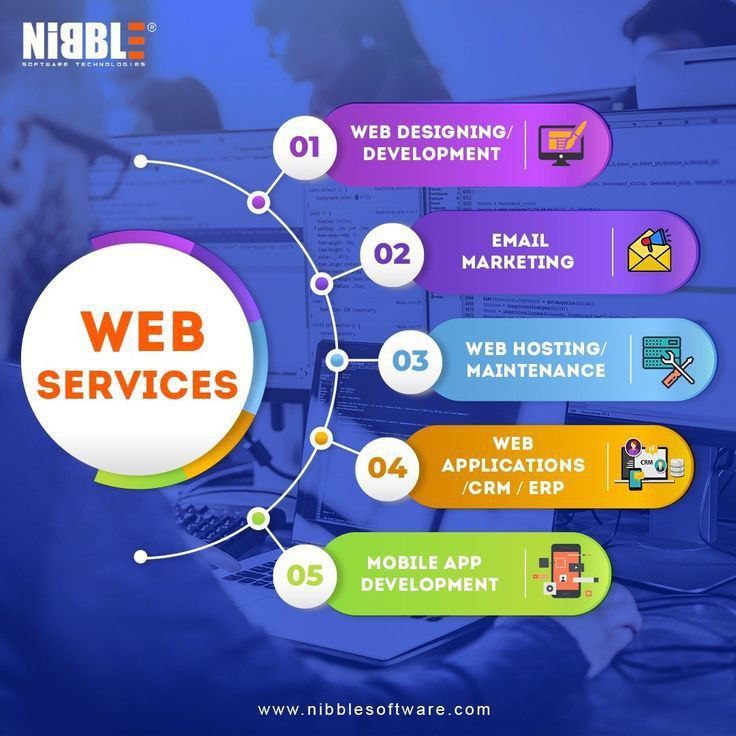 NiBBLE®
SOFTWARE TECHNOLOGIES
WEB
SERVICES
01
WEB DESIGNING/
DEVELOPMENT
02
EMAIL
MARKETING
03
WEB HOSTING/
MAINTENANCE
04
WEB
APPLICATIONS
/CRM / ERP
CRM
05
MOBILE APP
DEVELOPMENT
www.nibblesoftware.com